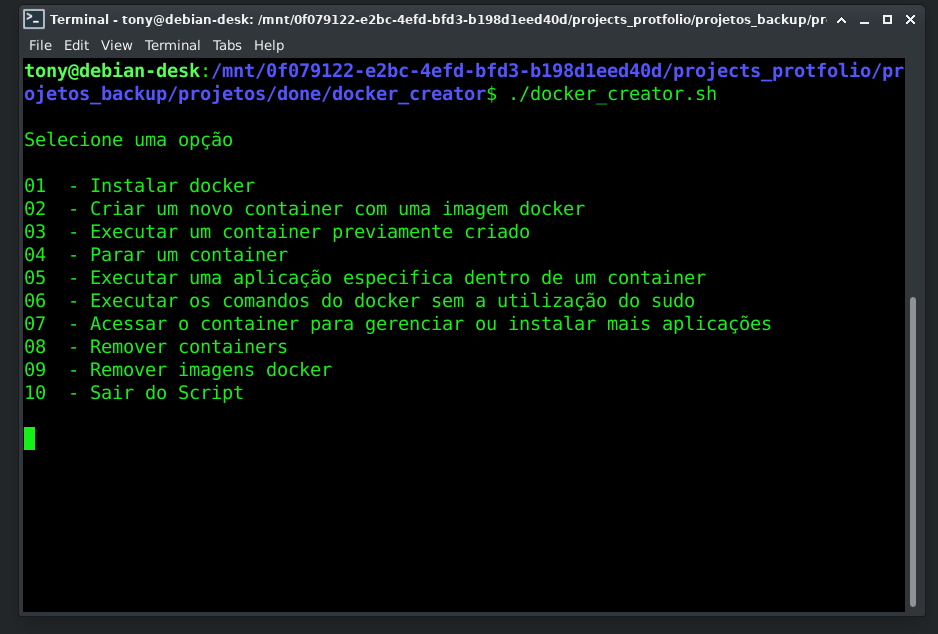 Terminal - tony@debian-desk: /mnt/0f079122-e2bc-4efd-bfd3-b198d1eed40d/projects_protfolio/projetos_backup/pr
File Edit View Terminal Tabs Help
tony@debian-desk:/mnt/0f079122-e2bc-4efd-bfd3-b198d1eed40d/projects_protfolio/pr
ojetos_backup/projetos/done/docker_creator$ ./docker_creator.sh
Selecione uma opção
01 - Instalar docker
02 - Criar um novo container com uma imagem docker
03 - Executar um container previamente criado
04 - Parar um container
05 - Executar uma aplicação especifica dentro de um container
06 - Executar os comandos do docker sem a utilização do sudo
07 - Acessar o container para gerenciar ou instalar mais aplicações
08 - Remover containers
09 - Remover imagens docker
10 - Sair do Script